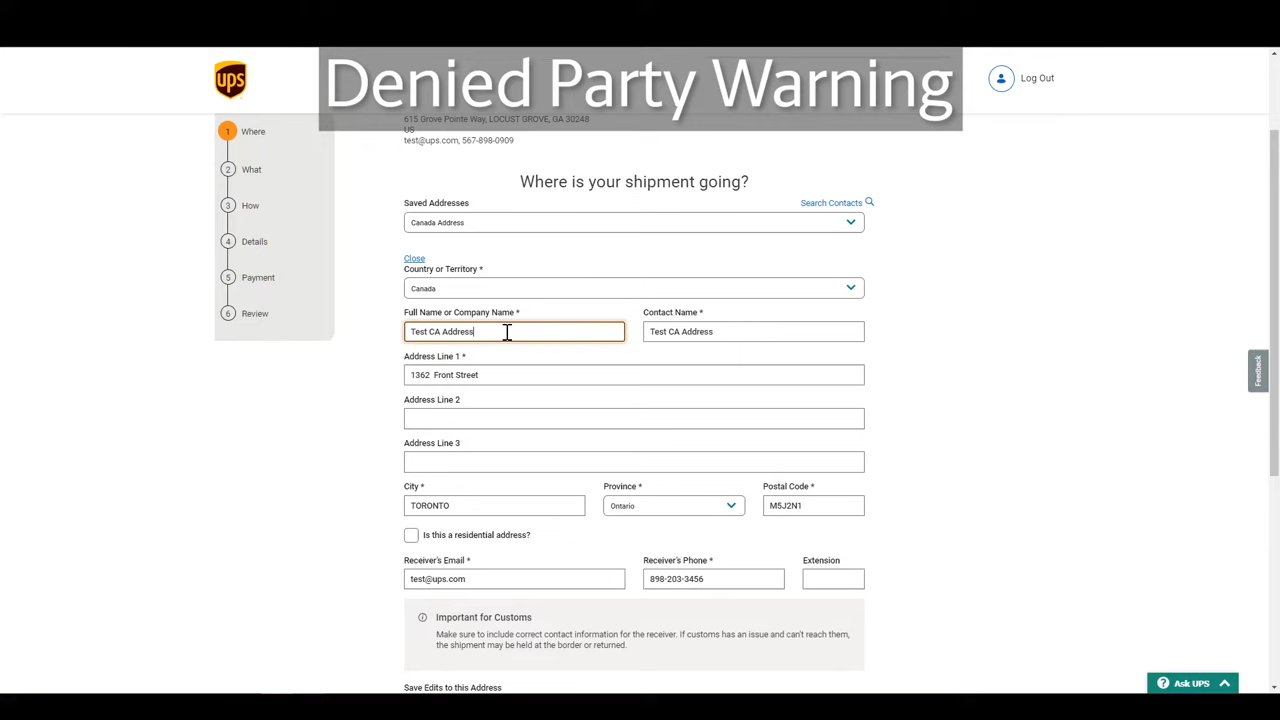 Denied Party Warning
ups
Log Out
1 Where
2 What
3 How
4 Details
5 Payment
6 Review
615 Grove Pointe Way, LOCUST GROVE, GA 30248
US
test@ups.com, 567-898-0909
Where is your shipment going?
Saved Addresses
Search Contacts
Canada Address
Close
Country or Territory *
Canada
Full Name or Company Name * Contact Name *
Test CA Address Test CA Address
Address Line 1 *
1362 Front Street
Address Line 2
Address Line 3
City * Province * Postal Code *
TORONTO Ontario M5J2N1
Is this a residential address?
Receiver's Email * Receiver's Phone * Extension
test@ups.com 898-203-3456
Important for Customs
Make sure to include correct contact information for the receiver. If customs has an issue and can't reach them,
the shipment may be held at the border or returned.
Save Edits to this Address
Feedback
? Ask UPS